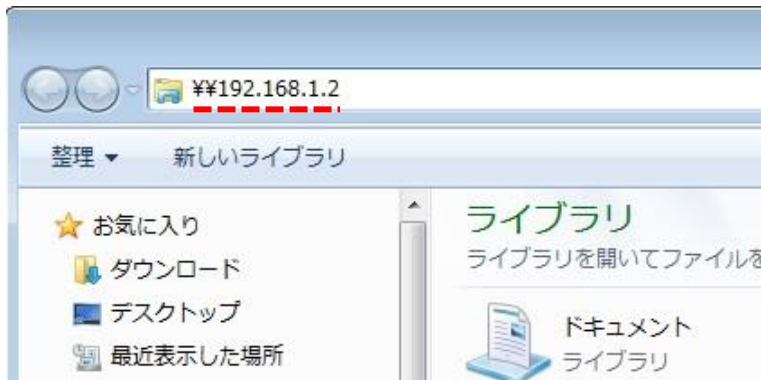 ¥¥192.168.1.2
整理 ▼ 新しいライブラリ
お気に入り
ダウンロード
デスクトップ
最近表示した場所
ライブラリ
ライブラリを開いてファイルを
ドキュメント
ライブラリ